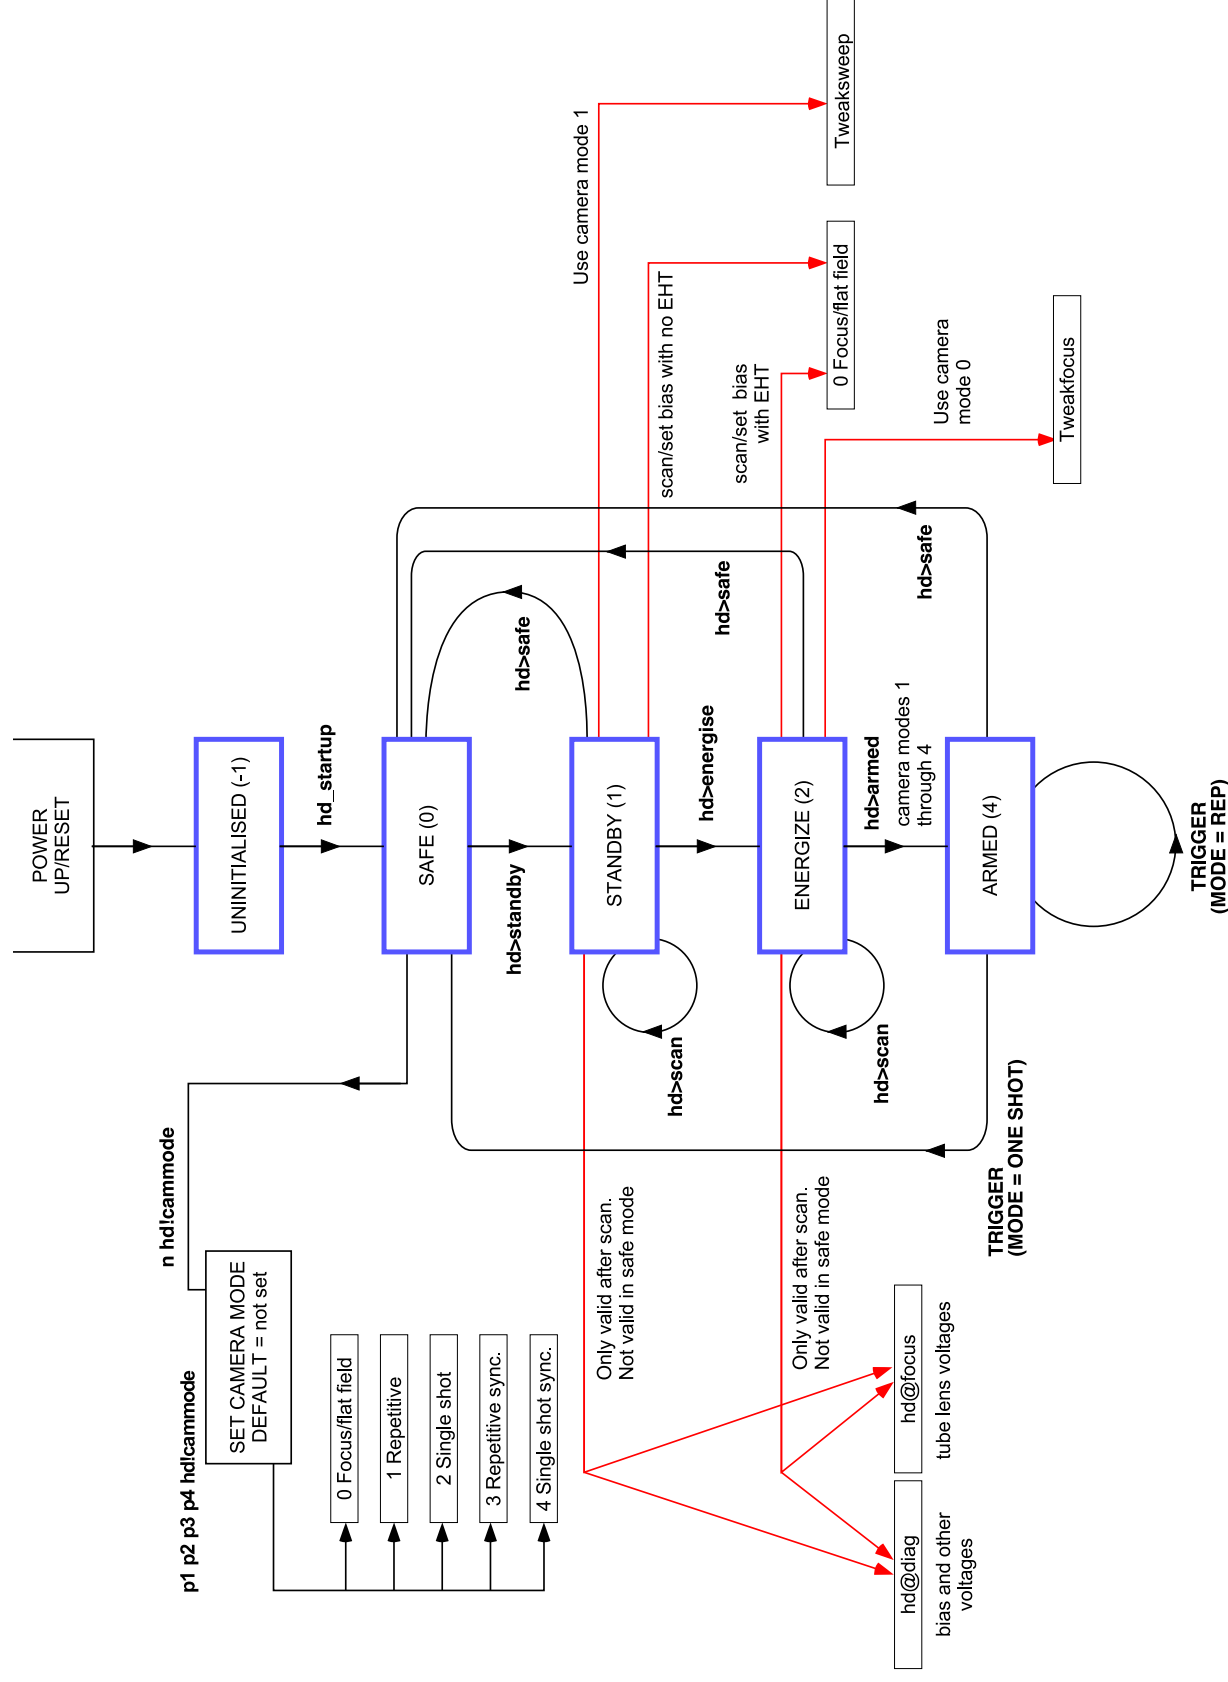 POWER
UP/RESET
UNINITIALISED (-1)
hd_startup
SAFE (0)
hd>standby
STANDBY (1)
hd>energise
ENERGIZE (2)
hd>armed
camera modes 1
through 4
ARMED (4)
TRIGGER
(MODE = REP)
hd>safe
hd>safe
hd>safe
hd>scan
hd>scan
TRIGGER
(MODE = ONE SHOT)
n hd!cammode
SET CAMERA MODE
DEFAULT = not set
p1 p2 p3 p4 hd!cammode
0 Focus/flat field
1 Repetitive
2 Single shot
3 Repetitive sync.
4 Single shot sync.
Only valid after scan.
Not valid in safe mode
Only valid after scan.
Not valid in safe mode
hd@focus
tube lens voltages
hd@diag
bias and other
voltages
Use camera mode 1
Tweaksweep
scan/set bias with no EHT
scan/set bias
with EHT
0 Focus/flat field
Use camera
mode 0
Tweakfocus